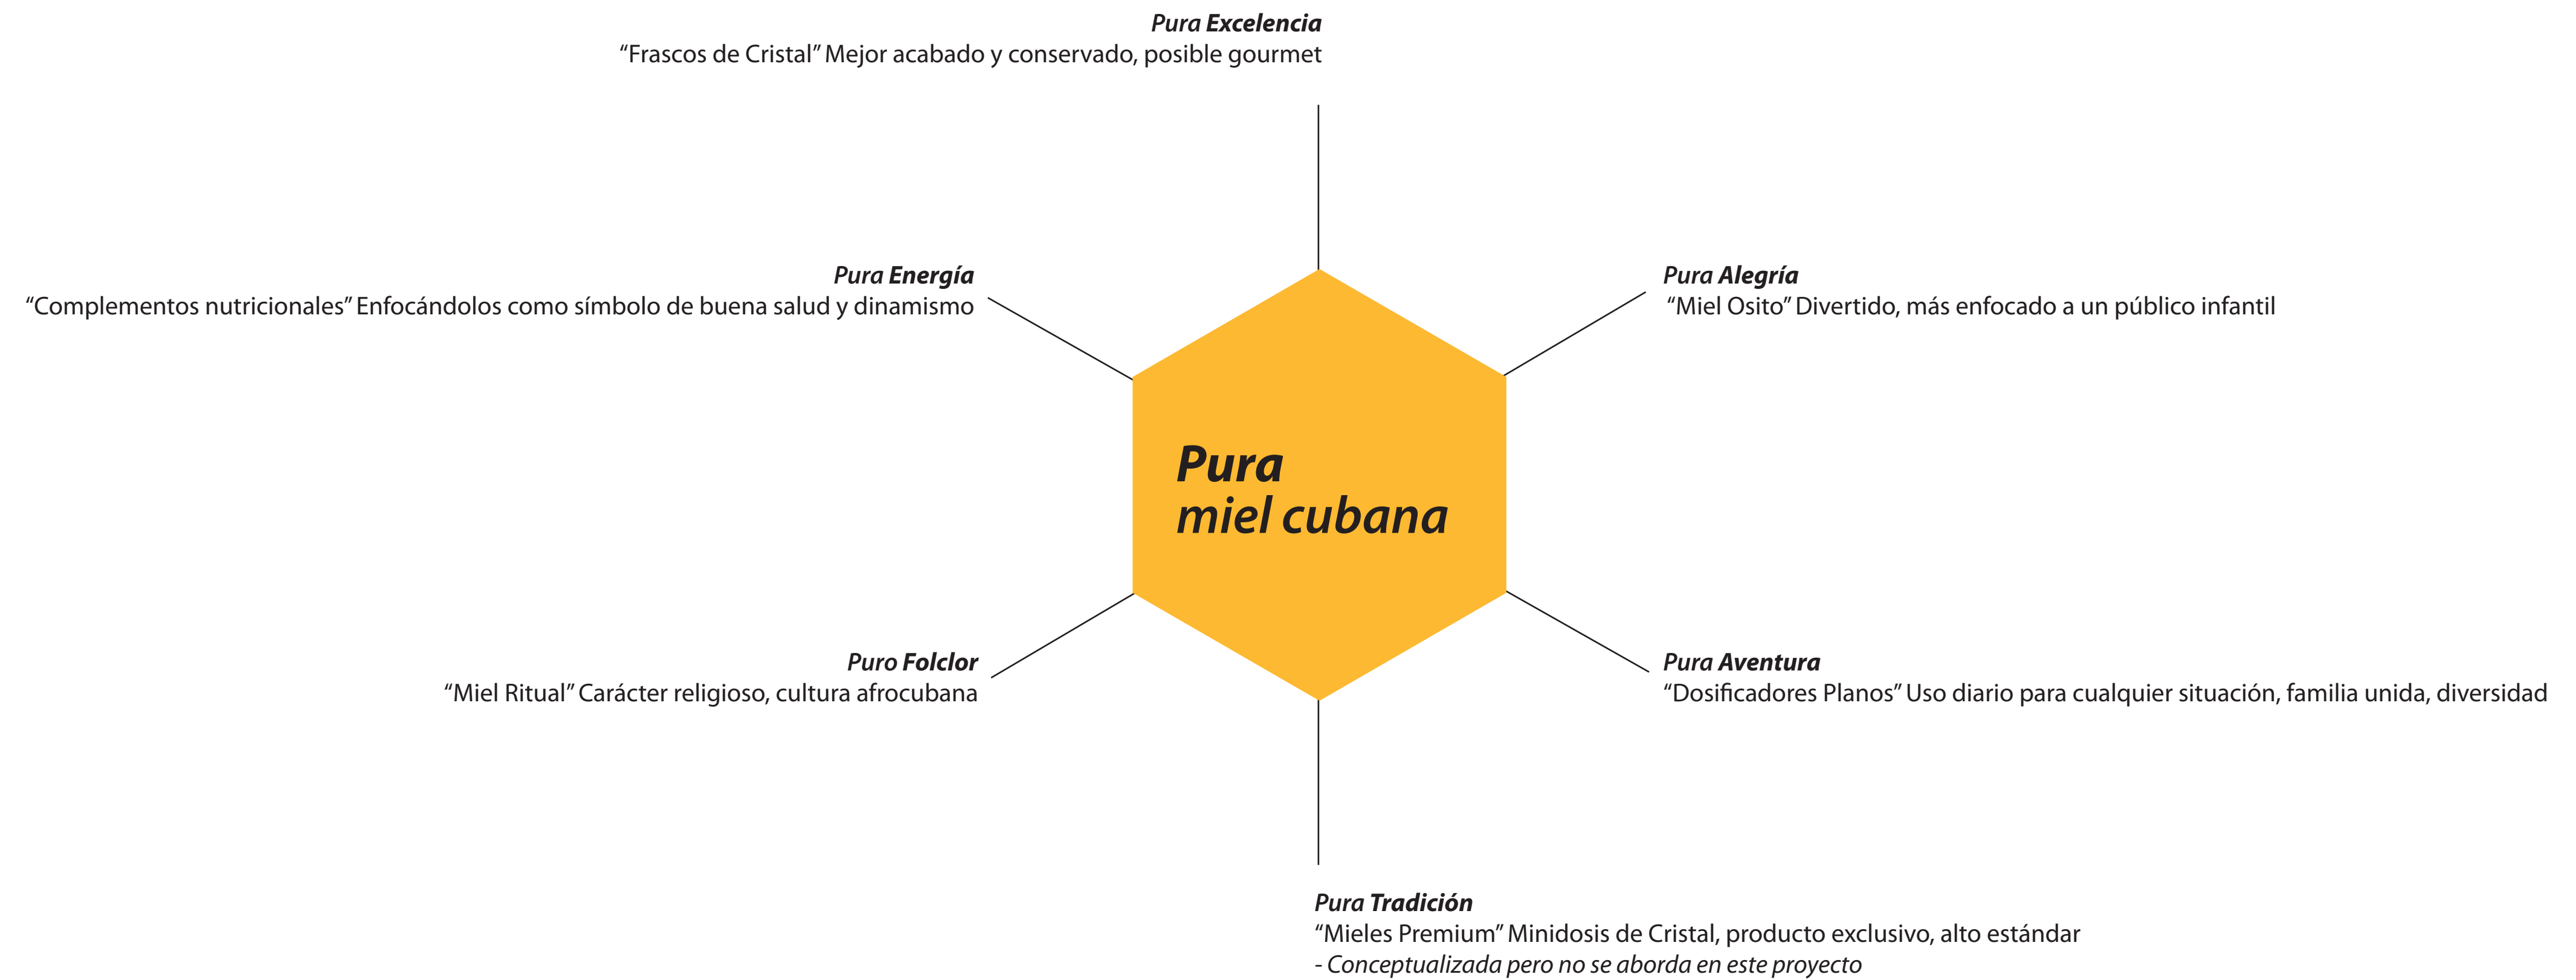 Pura Excelencia
“Frascos de Cristal” Mejor acabado y conservado, posible gourmet
Pura Energía
“Complementos nutricionales” Enfocándolos como símbolo de buena salud y dinamismo
Pura Alegría
“Miel Osito” Divertido, más enfocado a un público infantil
Pura
miel cubana
Puro Folclor
“Miel Ritual” Carácter religioso, cultura afrocubana
Pura Aventura
“Dosificadores Planos” Uso diario para cualquier situación, familia unida, diversidad
Pura Tradición
“Mieles Premium” Minidosis de Cristal, producto exclusivo, alto estándar
- Conceptualizada pero no se aborda en este proyecto